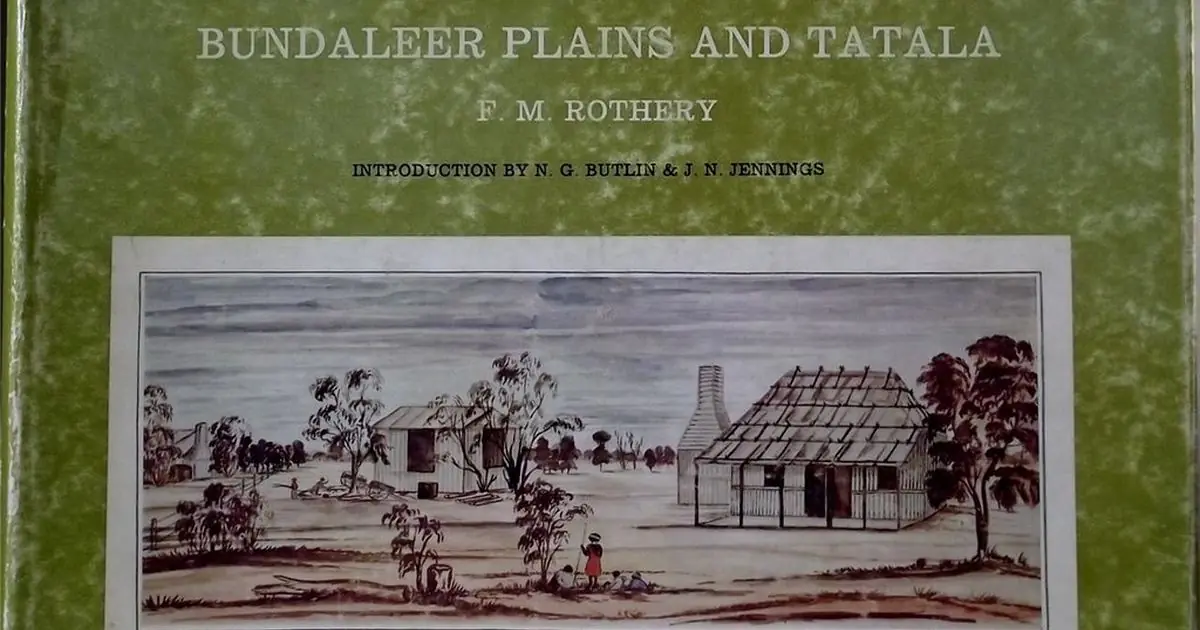 BUNDALEER PLAINS AND TATALA
F. M. ROTHERY
INTRODUCTION BY N. G. BUTLIN & J. N. JENNINGS